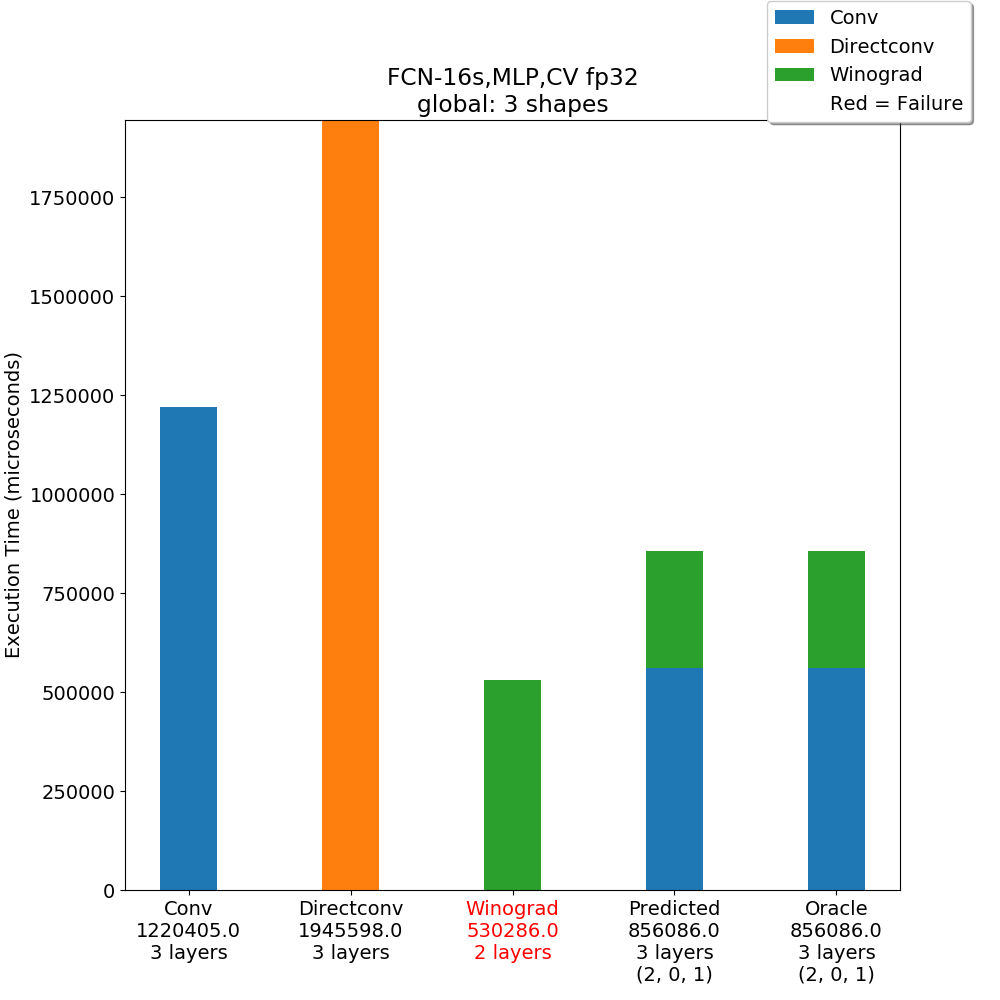 Conv
Directconv
Winograd
Red = Failure
FCN-16s,MLP,CV fp32
global: 3 shapes
Execution Time (microseconds)
1750000
1500000
1250000
1000000
750000
500000
250000
0
Conv
1220405.0
3 layers
Directconv
1945598.0
3 layers
Winograd
530286.0
2 layers
Predicted
856086.0
3 layers
(2, 0, 1)
Oracle
856086.0
3 layers
(2, 0, 1)